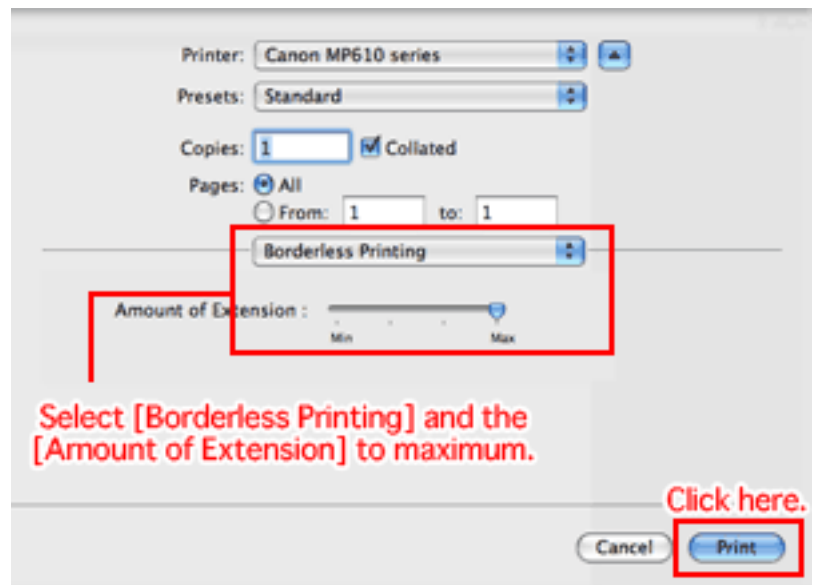 Printer: Canon MP610 series
Presets: Standard
Copies: 1 Collated
Pages: All
From: 1 to: 1
Borderless Printing
Amount of Extension :
Min Max
Select [Borderless Printing] and the
[Amount of Extension] to maximum.
Click here.
Cancel Print